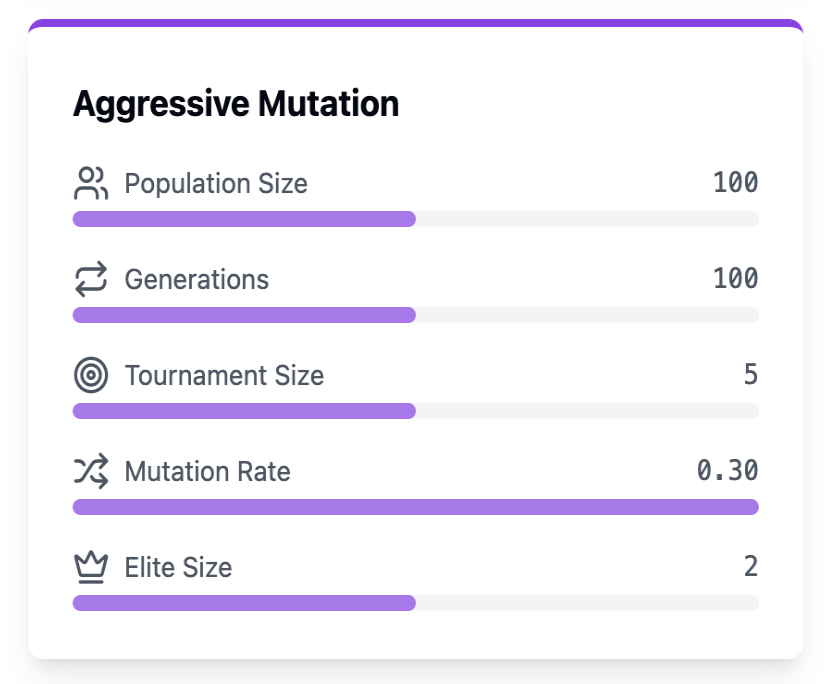 Aggressive Mutation
Population Size 100
Generations 100
Tournament Size 5
Mutation Rate 0.30
Elite Size 2